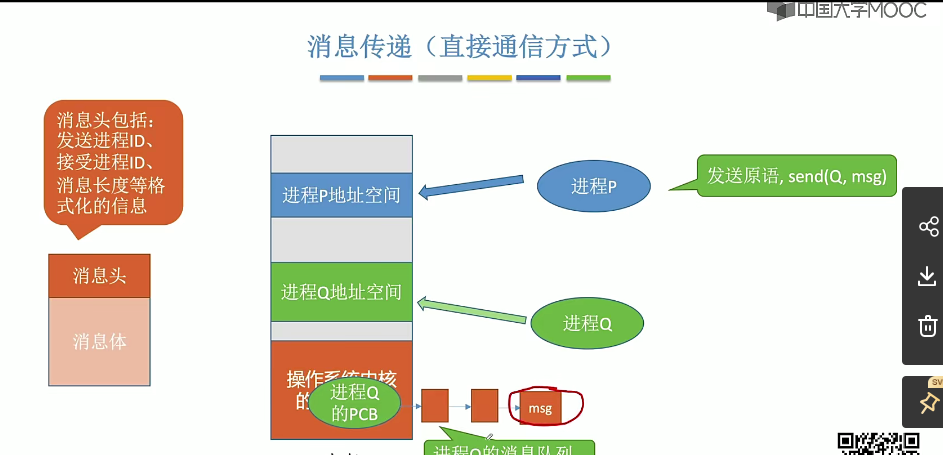 中国大学MOOC
消息传递（直接通信方式）
消息头包括：
发送进程ID、
接受进程ID、
消息长度等格
式化的信息
消息头
消息体
进程P地址空间
进程Q地址空间
操作系统内核
的
进程Q
的PCB
进程P
发送原语, send(Q, msg)
进程Q
msg
进程Q的消息队列
SV